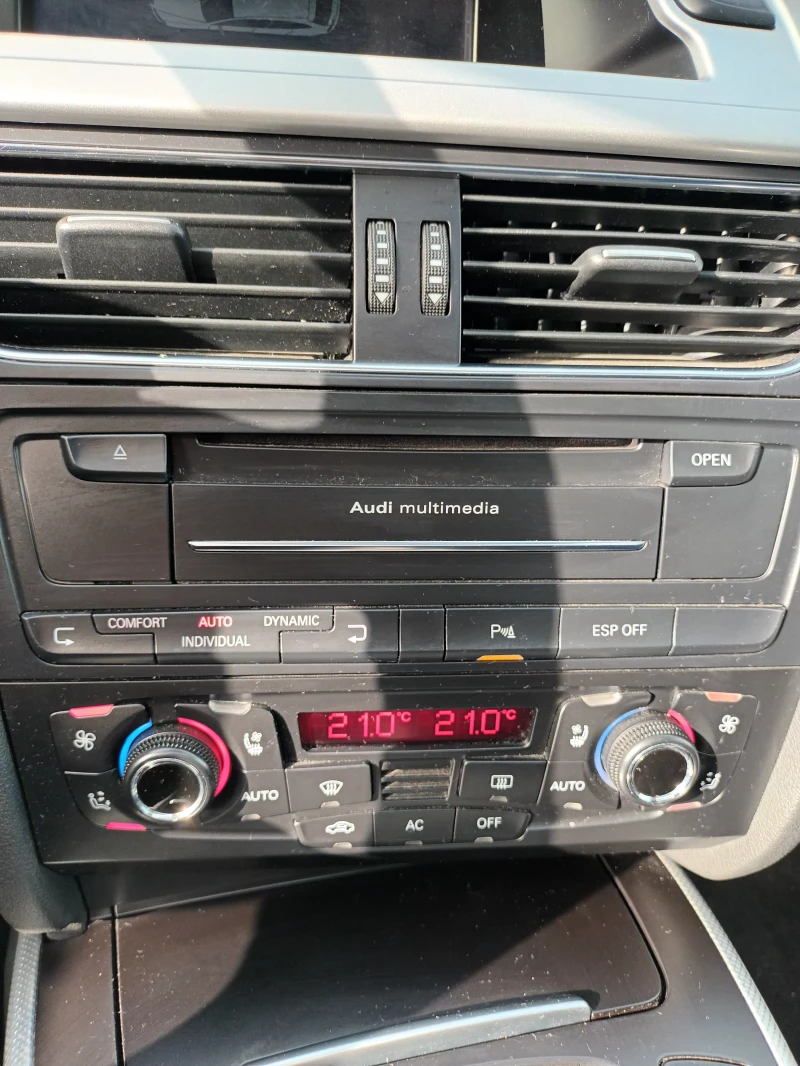 OPEN
Audi multimedia
COMFORT AUTO DYNAMIC
INDIVIDUAL
P
ESP OFF
21.0°C 21.0°C
AUTO
AUTO
AC
OFF